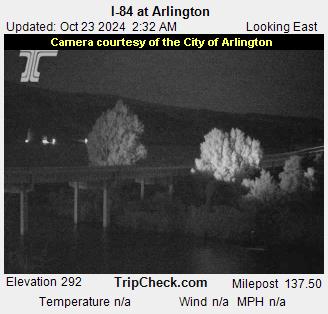 I-84 at Arlington
Updated: Oct 23 2024 2:32 AM Looking East
Camera courtesy of the City of Arlington
Elevation 292 TripCheck.com Milepost 137.50
Temperature n/a Wind n/a MPH n/a